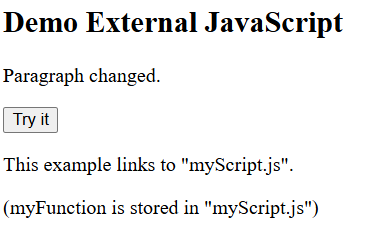 Demo External JavaScript
Paragraph changed.
Try it
This example links to "myScript.js".
(myFunction is stored in "myScript.js")